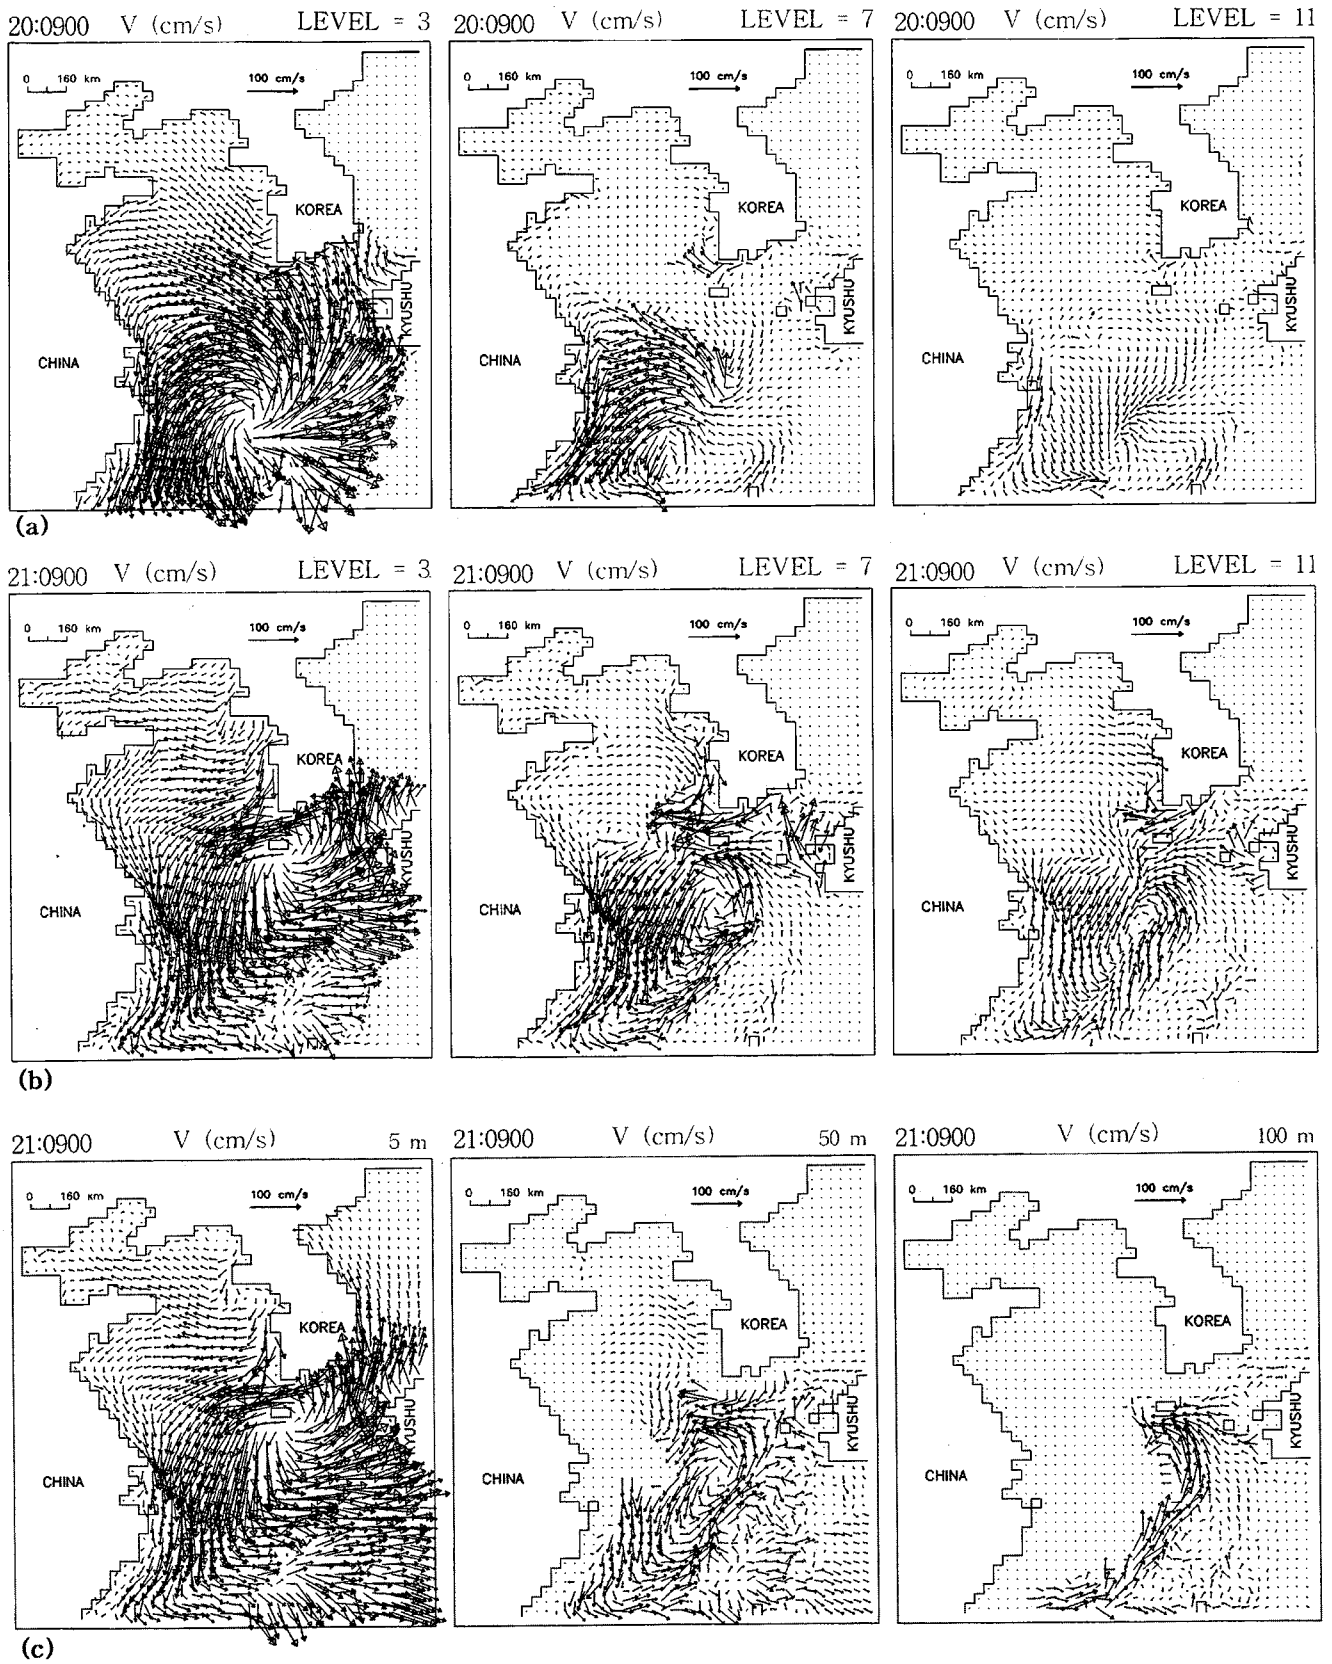 20:0900 V (cm/s) LEVEL = 3
0 160 km 100 cm/s
KOREA
KYUSHU
CHINA
20:0900 V (cm/s) LEVEL = 7
0 160 km 100 cm/s
KOREA
KYUSHU
CHINA
20:0900 V (cm/s) LEVEL = 11
0 160 km 100 cm/s
KOREA
KYUSHU
CHINA
(a)
21:0900 V (cm/s) LEVEL = 3
0 160 km 100 cm/s
KOREA
KYUSHU
CHINA
21:0900 V (cm/s) LEVEL = 7
0 160 km 100 cm/s
KOREA
KYUSHU
CHINA
21:0900 V (cm/s) LEVEL = 11
0 160 km 100 cm/s
KOREA
KYUSHU
CHINA
(b)
21:0900 V (cm/s) 5 m
0 160 км 100 cm/s
KOREA
KYUSHU
CHINA
21:0900 V (cm/s) 50 m
0 160 km 100 cm/s
KOREA
KYUSHU
CHINA
21:0900 V (cm/s) 100 m
0 160 km 100 cm/s
KOREA
KYUSHU
CHINA
(c)